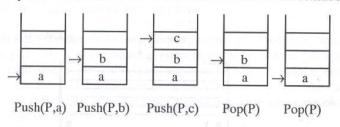 c
b b b
a a a a a
Push(P,a) Push(P,b) Push(P,c) Pop(P) Pop(P)